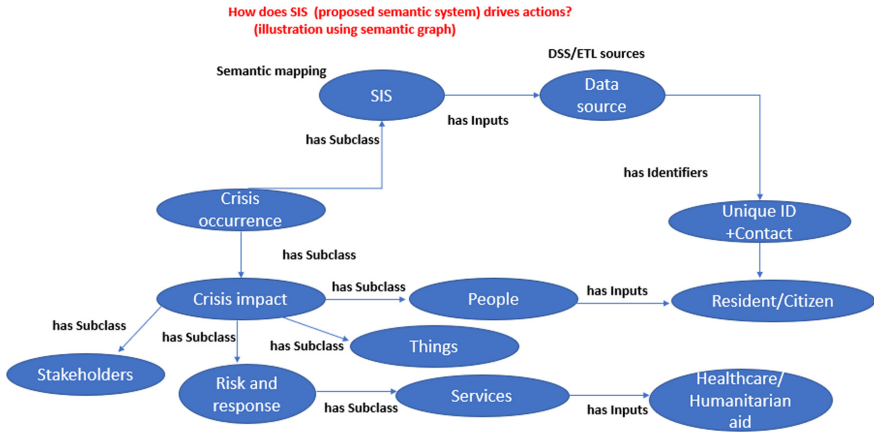 How does SIS (proposed semantic system) drives actions?
(illustration using semantic graph)
DSS/ETL sources
Semantic mapping
SIS
Data
source
has Inputs
has Subclass
has Identifiers
Crisis
occurrence
Unique ID
+Contact
has Subclass
Crisis impact
has Subclass
People
has Inputs
Resident/Citizen
has Subclass
has Subclass
has Subclass
Things
Stakeholders
Risk and
response
has Subclass
Services
has Inputs
Healthcare/
Humanitarian
aid